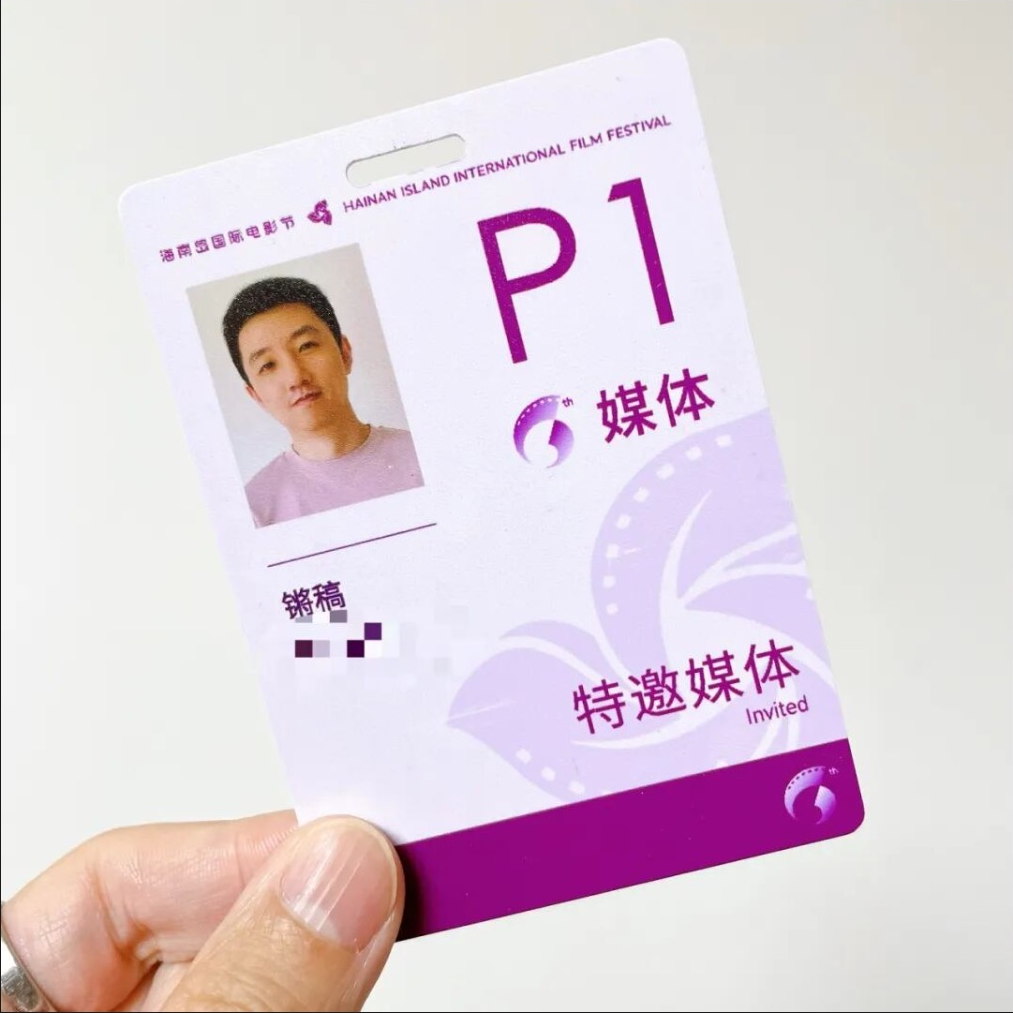 海南岛国际电影节 HAINAN ISLAND INTERNATIONAL FILM FESTIVAL
P1
th 媒体
锵稿
特邀媒体
Invited
th